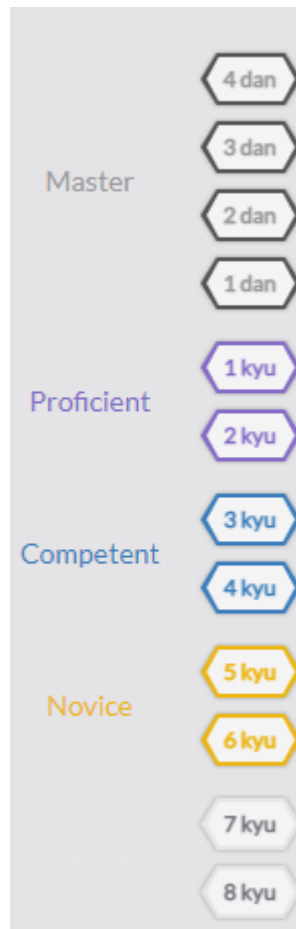 4 dan
3 dan
Master
2 dan
1 dan
1 kyu
Proficient
2 kyu
3 kyu
Competent
4 kyu
5 kyu
Novice
6 kyu
7 kyu
8 kyu